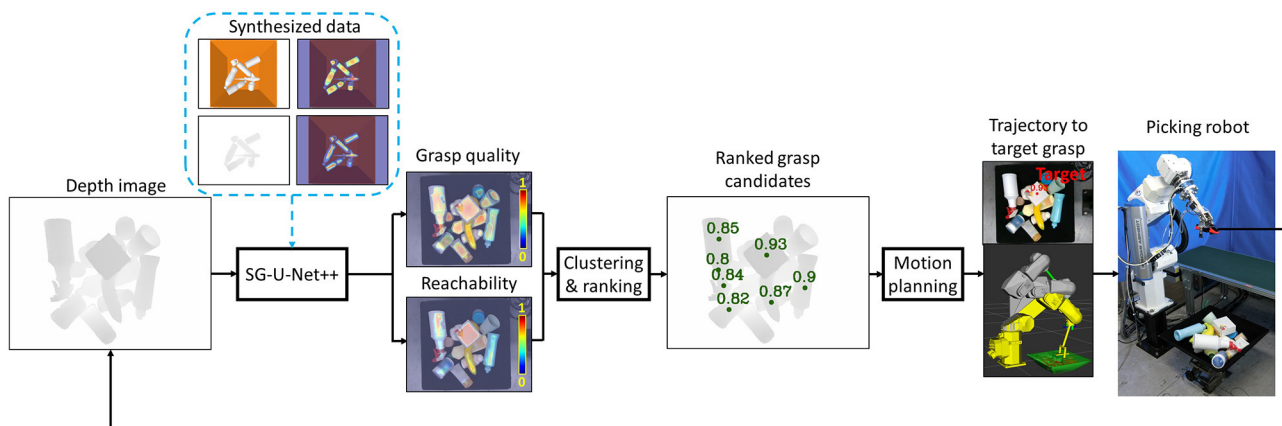 Synthesized data
Depth image
SG-U-Net++
Grasp quality
1
0
Reachability
1
0
Clustering
& ranking
Ranked grasp
candidates
0.85
0.93
0.8
0.84
0.9
0.82
0.87
Motion
planning
Trajectory to
target grasp
Target
0.93
Picking robot